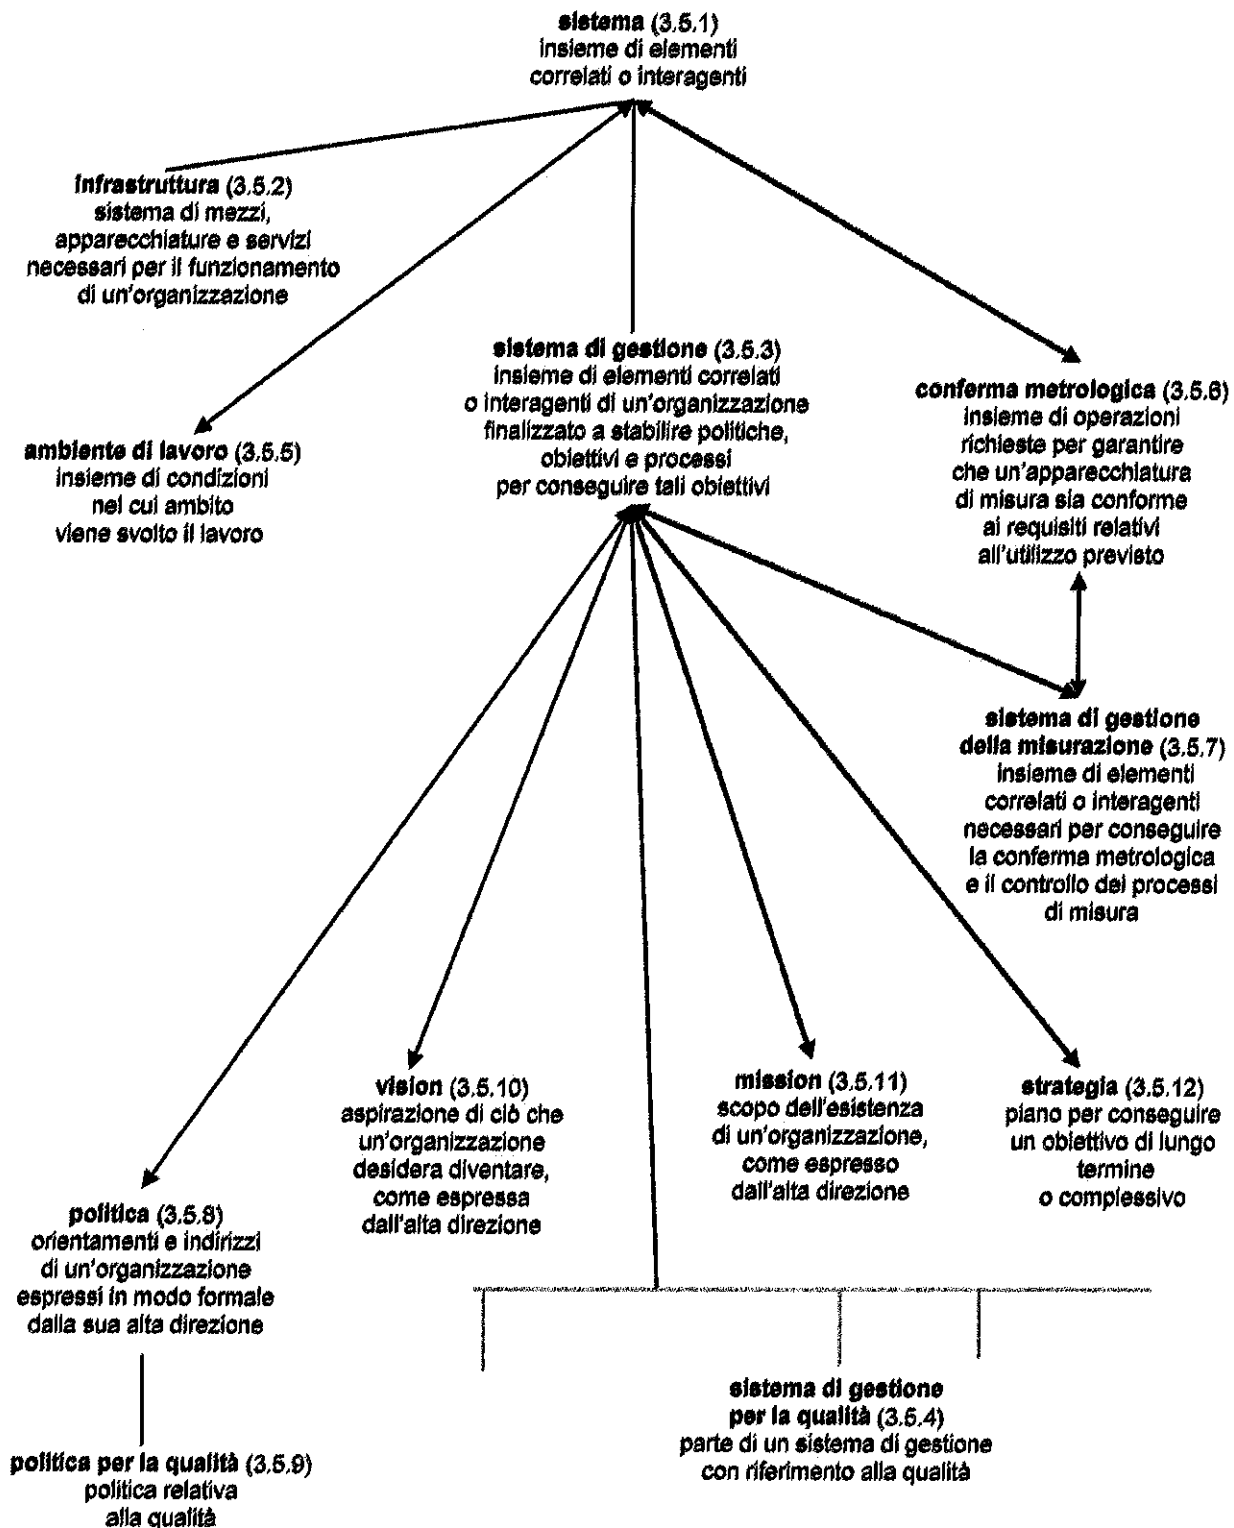 sistema (3.5.1)
insieme di elementi
correlati o interagenti
infrastruttura (3.5.2)
sistema di mezzi,
apparecchiature e servizi
necessari per il funzionamento
di un'organizzazione
sistema di gestione (3.5.3)
insieme di elementi correlati
o interagenti di un'organizzazione
finalizzato a stabilire politiche,
obiettivi e processi
per conseguire tali obiettivi
conferma metrologica (3.5.6)
insieme di operazioni
richieste per garantire
che un'apparecchiatura
di misura sia conforme
ai requisiti relativi
all'utilizzo previsto
ambiente di lavoro (3.5.5)
insieme di condizioni
nel cui ambito
viene svolto il lavoro
sistema di gestione
della misurazione (3.5.7)
insieme di elementi
correlati o interagenti
necessari per conseguire
la conferma metrologica
e il controllo dei processi
di misura
vision (3.5.10)
aspirazione di ciò che
un'organizzazione
desidera diventare,
come espressa
dall'alta direzione
mission (3.5.11)
scopo dell'esistenza
di un'organizzazione,
come espresso
dall'alta direzione
strategia (3.5.12)
piano per conseguire
un obiettivo di lungo
termine
o complessivo
politica (3.5.8)
orientamenti e indirizzi
di un'organizzazione
espressi in modo formale
dalla sua alta direzione
sistema di gestione
per la qualità (3.5.4)
parte di un sistema di gestione
con riferimento alla qualità
politica per la qualità (3.5.9)
politica relativa
alla qualità